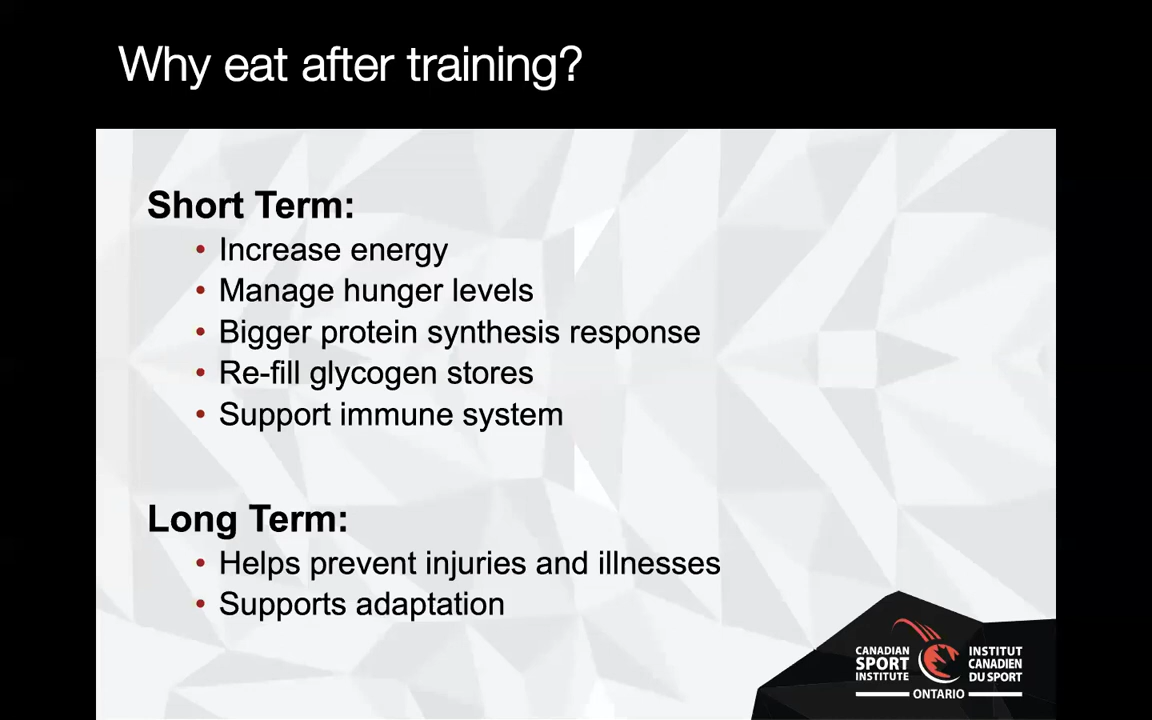 Why eat after training?
Short Term:
• Increase energy
• Manage hunger levels
• Bigger protein synthesis response
• Re-fill glycogen stores
• Support immune system
Long Term:
• Helps prevent injuries and illnesses
• Supports adaptation
CANADIAN
SPORT
INSTITUTE
INSTITUT
CANADIEN
DU SPORT
ONTARIO